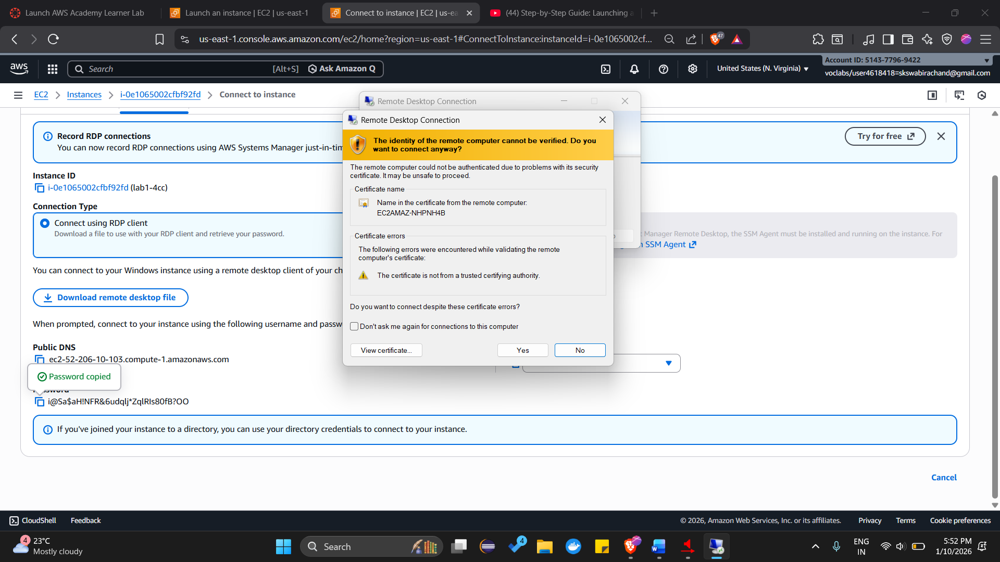 Launch AWS Academy Learner Lab
Launch an instance | EC2 | us-east-1
Connect to instance | EC2 | us-ea
(44) Step-by-Step Guide: Launching a
us-east-1.console.aws.amazon.com/ec2/home?region=us-east-1#ConnectToInstance:instanceId=i-0e1065002cf...
47
aws
Search
[Alt+S]
Ask Amazon Q
United States (N. Virginia)
Account ID: 5143-7796-9422
voclabs/user4618418=skswabirachand@gmail.com
EC2
Instances
i-0e1065002cfbf92fd
Connect to instance
Remote Desktop Connection
Remote Desktop Connection
The identity of the remote computer cannot be verified. Do you
want to connect anyway?
The remote computer could not be authenticated due to problems with its security
certificate. It may be unsafe to proceed.
Certificate name
Name in the certificate from the remote computer:
EC2AMAZ-NHPNH4B
Certificate errors
The following errors were encountered while validating the remote
computer's certificate:
The certificate is not from a trusted certifying authority.
Do you want to connect despite these certificate errors?
Don't ask me again for connections to this computer
View certificate...
Yes
No
Record RDP connections
You can now record RDP connections using AWS Systems Manager just-in-tim
Try for free
Instance ID
i-0e1065002cfbf92fd (lab1-4cc)
Connection Type
Connect using RDP client
Download a file to use with your RDP client and retrieve your password.
Manager Remote Desktop, the SSM Agent must be installed and running on the instance. For
SSM Agent
You can connect to your Windows instance using a remote desktop client of your ch
Download remote desktop file
When prompted, connect to your instance using the following username and passw
Public DNS
ec2-52-206-10-103.compute-1.amazonaws.com
Password copied
Password
i@Sa$aH!NFR&6udqlj*ZqlRIs80fB?OO
If you've joined your instance to a directory, you can use your directory credentials to connect to your instance.
Cancel
CloudShell
Feedback
© 2026, Amazon Web Services, Inc. or its affiliates.
Privacy
Terms
Cookie preferences
4
23°C
Mostly cloudy
Search
4
ENG
IN
5:52 PM
1/10/2026